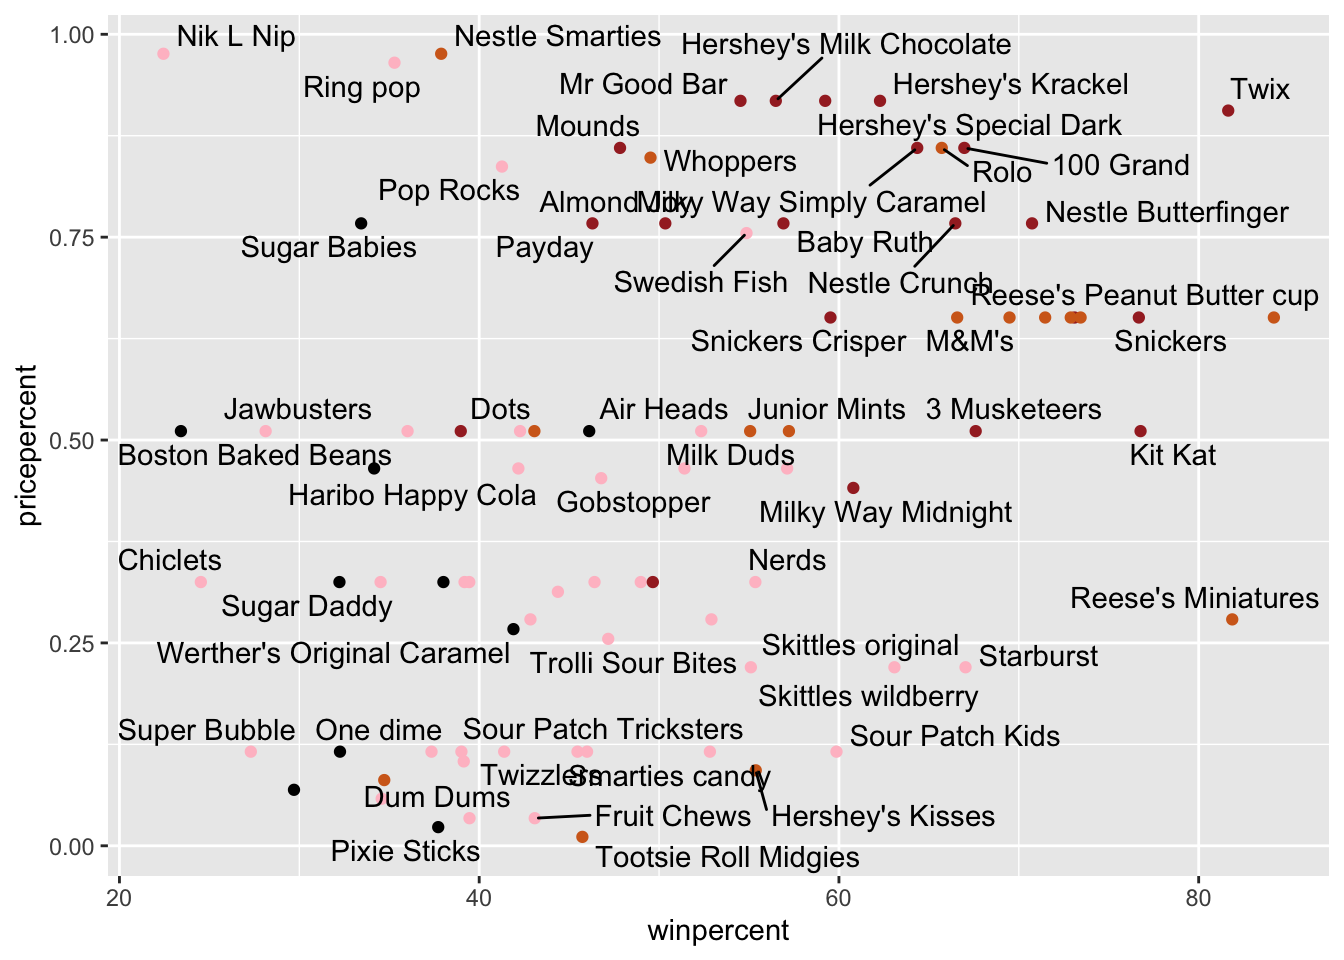 1.00
Nik L Nip
Nestle Smarties
Hershey's Milk Chocolate
Ring pop
Mr Good Bar
Hershey's Krackel
Twix
Mounds
Hershey's Special Dark
Whoppers
Rolo
100 Grand
Pop Rocks
Almond Joy
Milky Way Simply Caramel
Nestle Butterfinger
0.75
Sugar Babies
Payday
Baby Ruth
Swedish Fish
Nestle Crunch
Reese's Peanut Butter cup
Snickers Crisper
M&M's
Snickers
Jawbusters
Dots
Air Heads
Junior Mints
3 Musketeers
0.50
Boston Baked Beans
Milk Duds
Kit Kat
Haribo Happy Cola
Gobstopper
Milky Way Midnight
Chiclets
Nerds
Sugar Daddy
Reese's Miniatures
0.25
Werther's Original Caramel
Trolli Sour Bites
Skittles original
Starburst
Skittles wildberry
Super Bubble
One dime
Sour Patch Tricksters
Sour Patch Kids
Twizzlers
Smarties candy
Dum Dums
Fruit Chews
Hershey's Kisses
0.00
Pixie Sticks
Tootsie Roll Midgies
20
40
60
80
winpercent
pricepercent